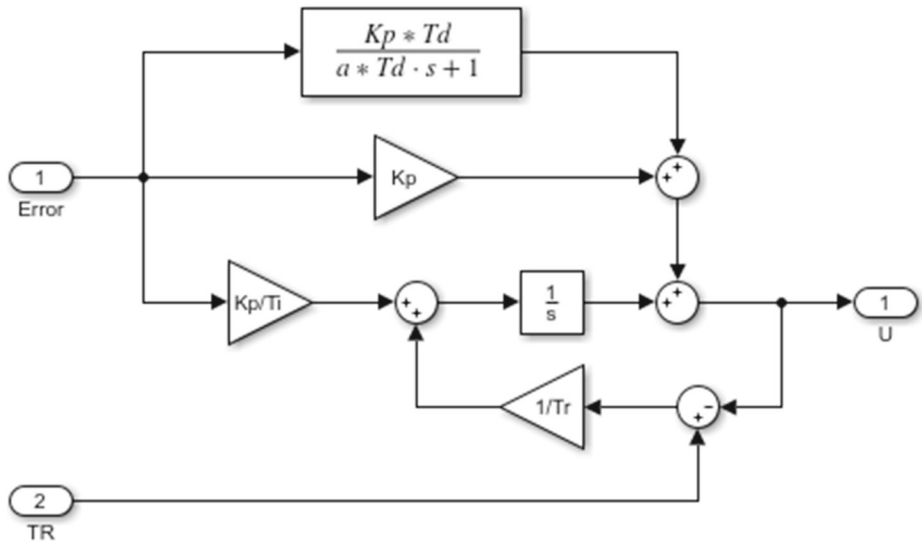 Kp * Td
a * Td · s + 1
1
Error
Kp
+
+
+
Kp/Ti
+
+
1
s
+
+
+
1
U
1/Tr
-
+
2
TR